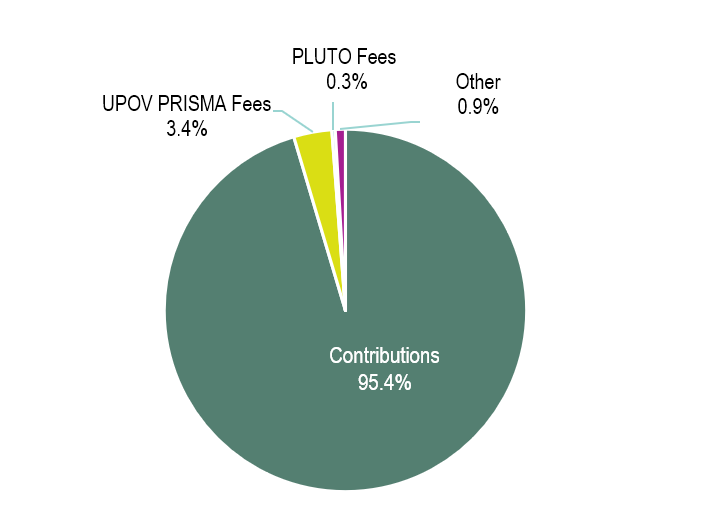 PLUTO Fees
0.3%
Other
0.9%
UPOV PRISMA Fees
3.4%
Contributions
95.4%